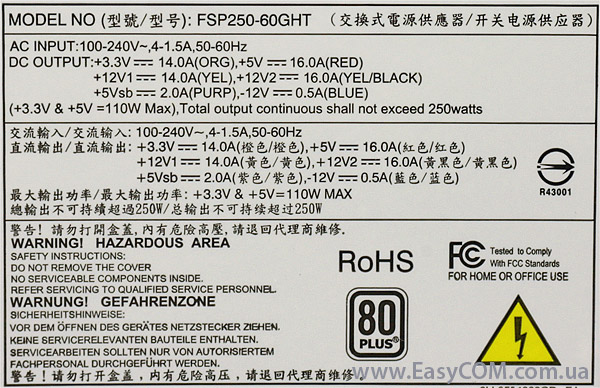 MODEL NO (型號/型号): FSP250-60GHT (交換式電源供應器/开关电源供应器)
AC INPUT:100-240V~,4-1.5A,50-60Hz
DC OUTPUT:+3.3V ⎓ 14.0A(ORG),+5V ⎓ 16.0A(RED)
+12V1 ⎓ 14.0A(YEL),+12V2 ⎓ 16.0A(YEL/BLACK)
+5Vsb ⎓ 2.0A(PURP),-12V ⎓ 0.5A(BLUE)
(+3.3V & +5V =110W Max),Total output continuous shall not exceed 250watts
交流輸入/交流输入: 100-240V~,4-1.5A,50-60Hz
直流輸出/直流输出: +3.3V ⎓ 14.0A(橙色/橙色), +5V ⎓ 16.0A(紅色/红色)
+12V1 ⎓ 14.0A(黃色/黄色), +12V2 ⎓ 16.0A(黃黑色/黄黑色)
+5Vsb ⎓ 2.0A(紫色/紫色),-12V ⎓ 0.5A(藍色/蓝色)
最大輸出功率/最大输出功率: +3.3V & +5V=110W MAX
總輸出不可持續超過250W/总输出不可持续超过250W
R43001
警告! 請勿打開盒蓋,內有危險高壓,請退回代理商維修.
WARNING! HAZARDOUS AREA
SAFETY INSTRUCTIONS:
DO NOT REMOVE THE COVER
NO SERVICEABLE COMPONENTS INSIDE.
REFER SERVICING TO QUALIFIED SERVICE PERSONNEL.
WARNUNG! GEFAHRENZONE
SICHERHEITSHINWEISE:
VOR DEM ÖFFNEN DES GERÄTES NETZSTECKER ZIEHEN.
KEINE SERVICERELEVANTEN BAUTEILE ENTHALTEN.
SERVICEARBEITEN SOLLTEN NUR VON AUTORISIERTEM
FACHPERSONAL DURCHGEFÜHRT WERDEN.
警告! 请勿打开盒盖,内有危险高压,请退回代理商维修.
RoHS
80
PLUS®
FCC Tested to Comply
With FCC Standards
FOR HOME OR OFFICE USE
www.EasyCOM.com.ua